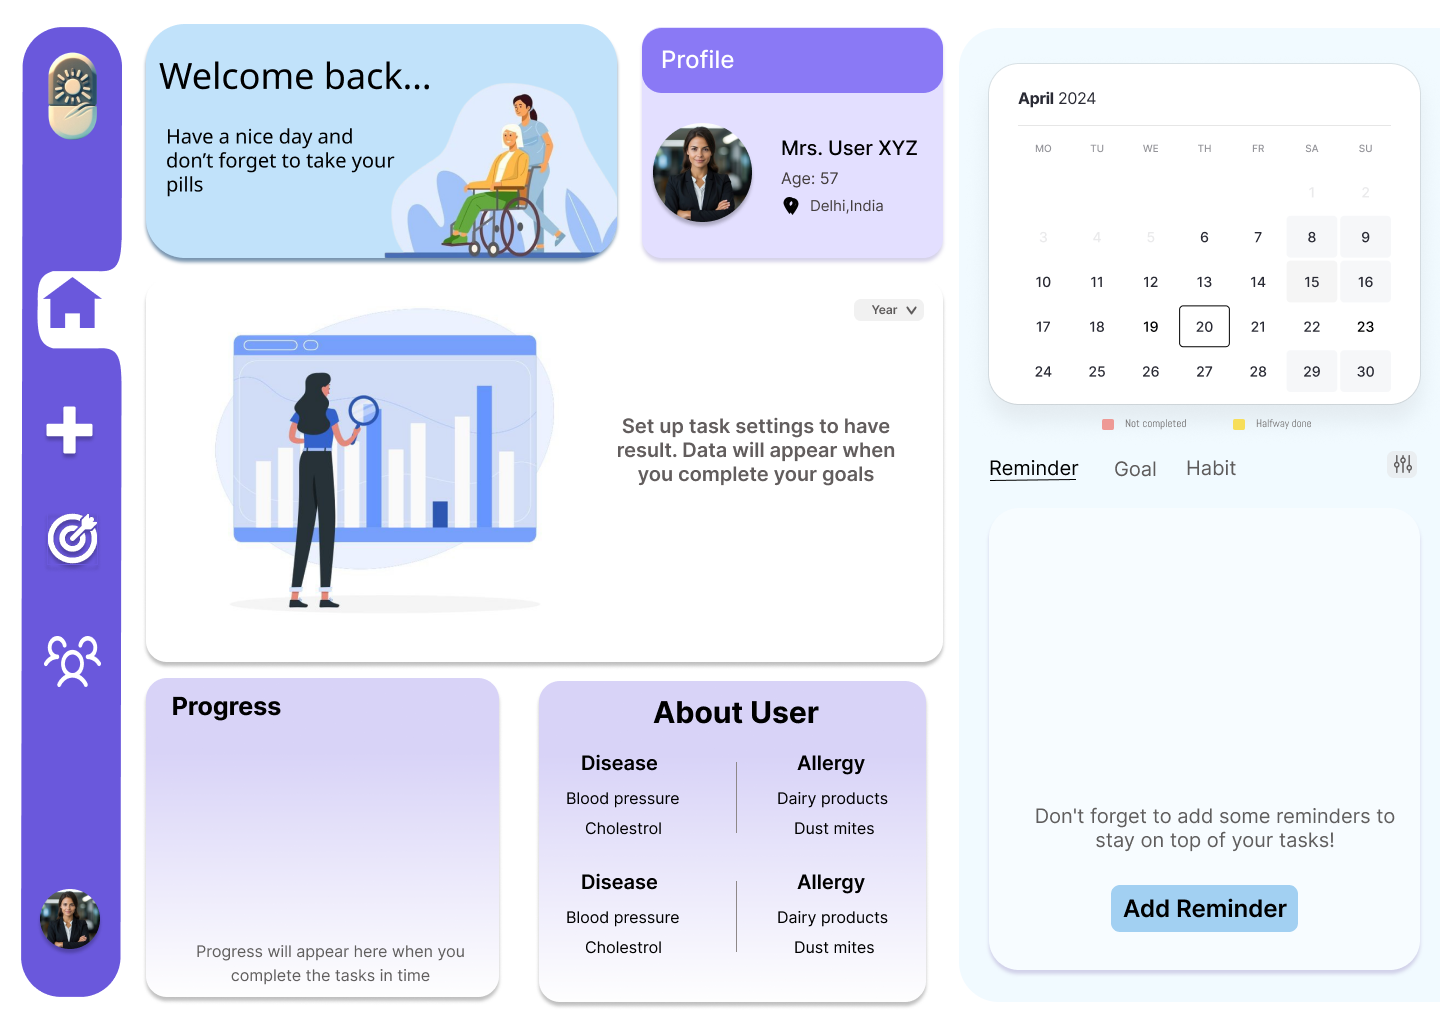 Welcome back...
Have a nice day and
don't forget to take your
pills
Profile
Mrs. User XYZ
Age: 57
Delhi,India
Year
Set up task settings to have
result. Data will appear when
you complete your goals
Progress
Progress will appear here when you
complete the tasks in time
About User
Disease Allergy
Blood pressure Dairy products
Cholestrol Dust mites
Disease Allergy
Blood pressure Dairy products
Cholestrol Dust mites
April 2024
MO TU WE TH FR SA SU
1 2
3 4 5 6 7 8 9
10 11 12 13 14 15 16
17 18 19 20 21 22 23
24 25 26 27 28 29 30
Not completed Halfway done
Reminder Goal Habit
Don't forget to add some reminders to
stay on top of your tasks!
Add Reminder